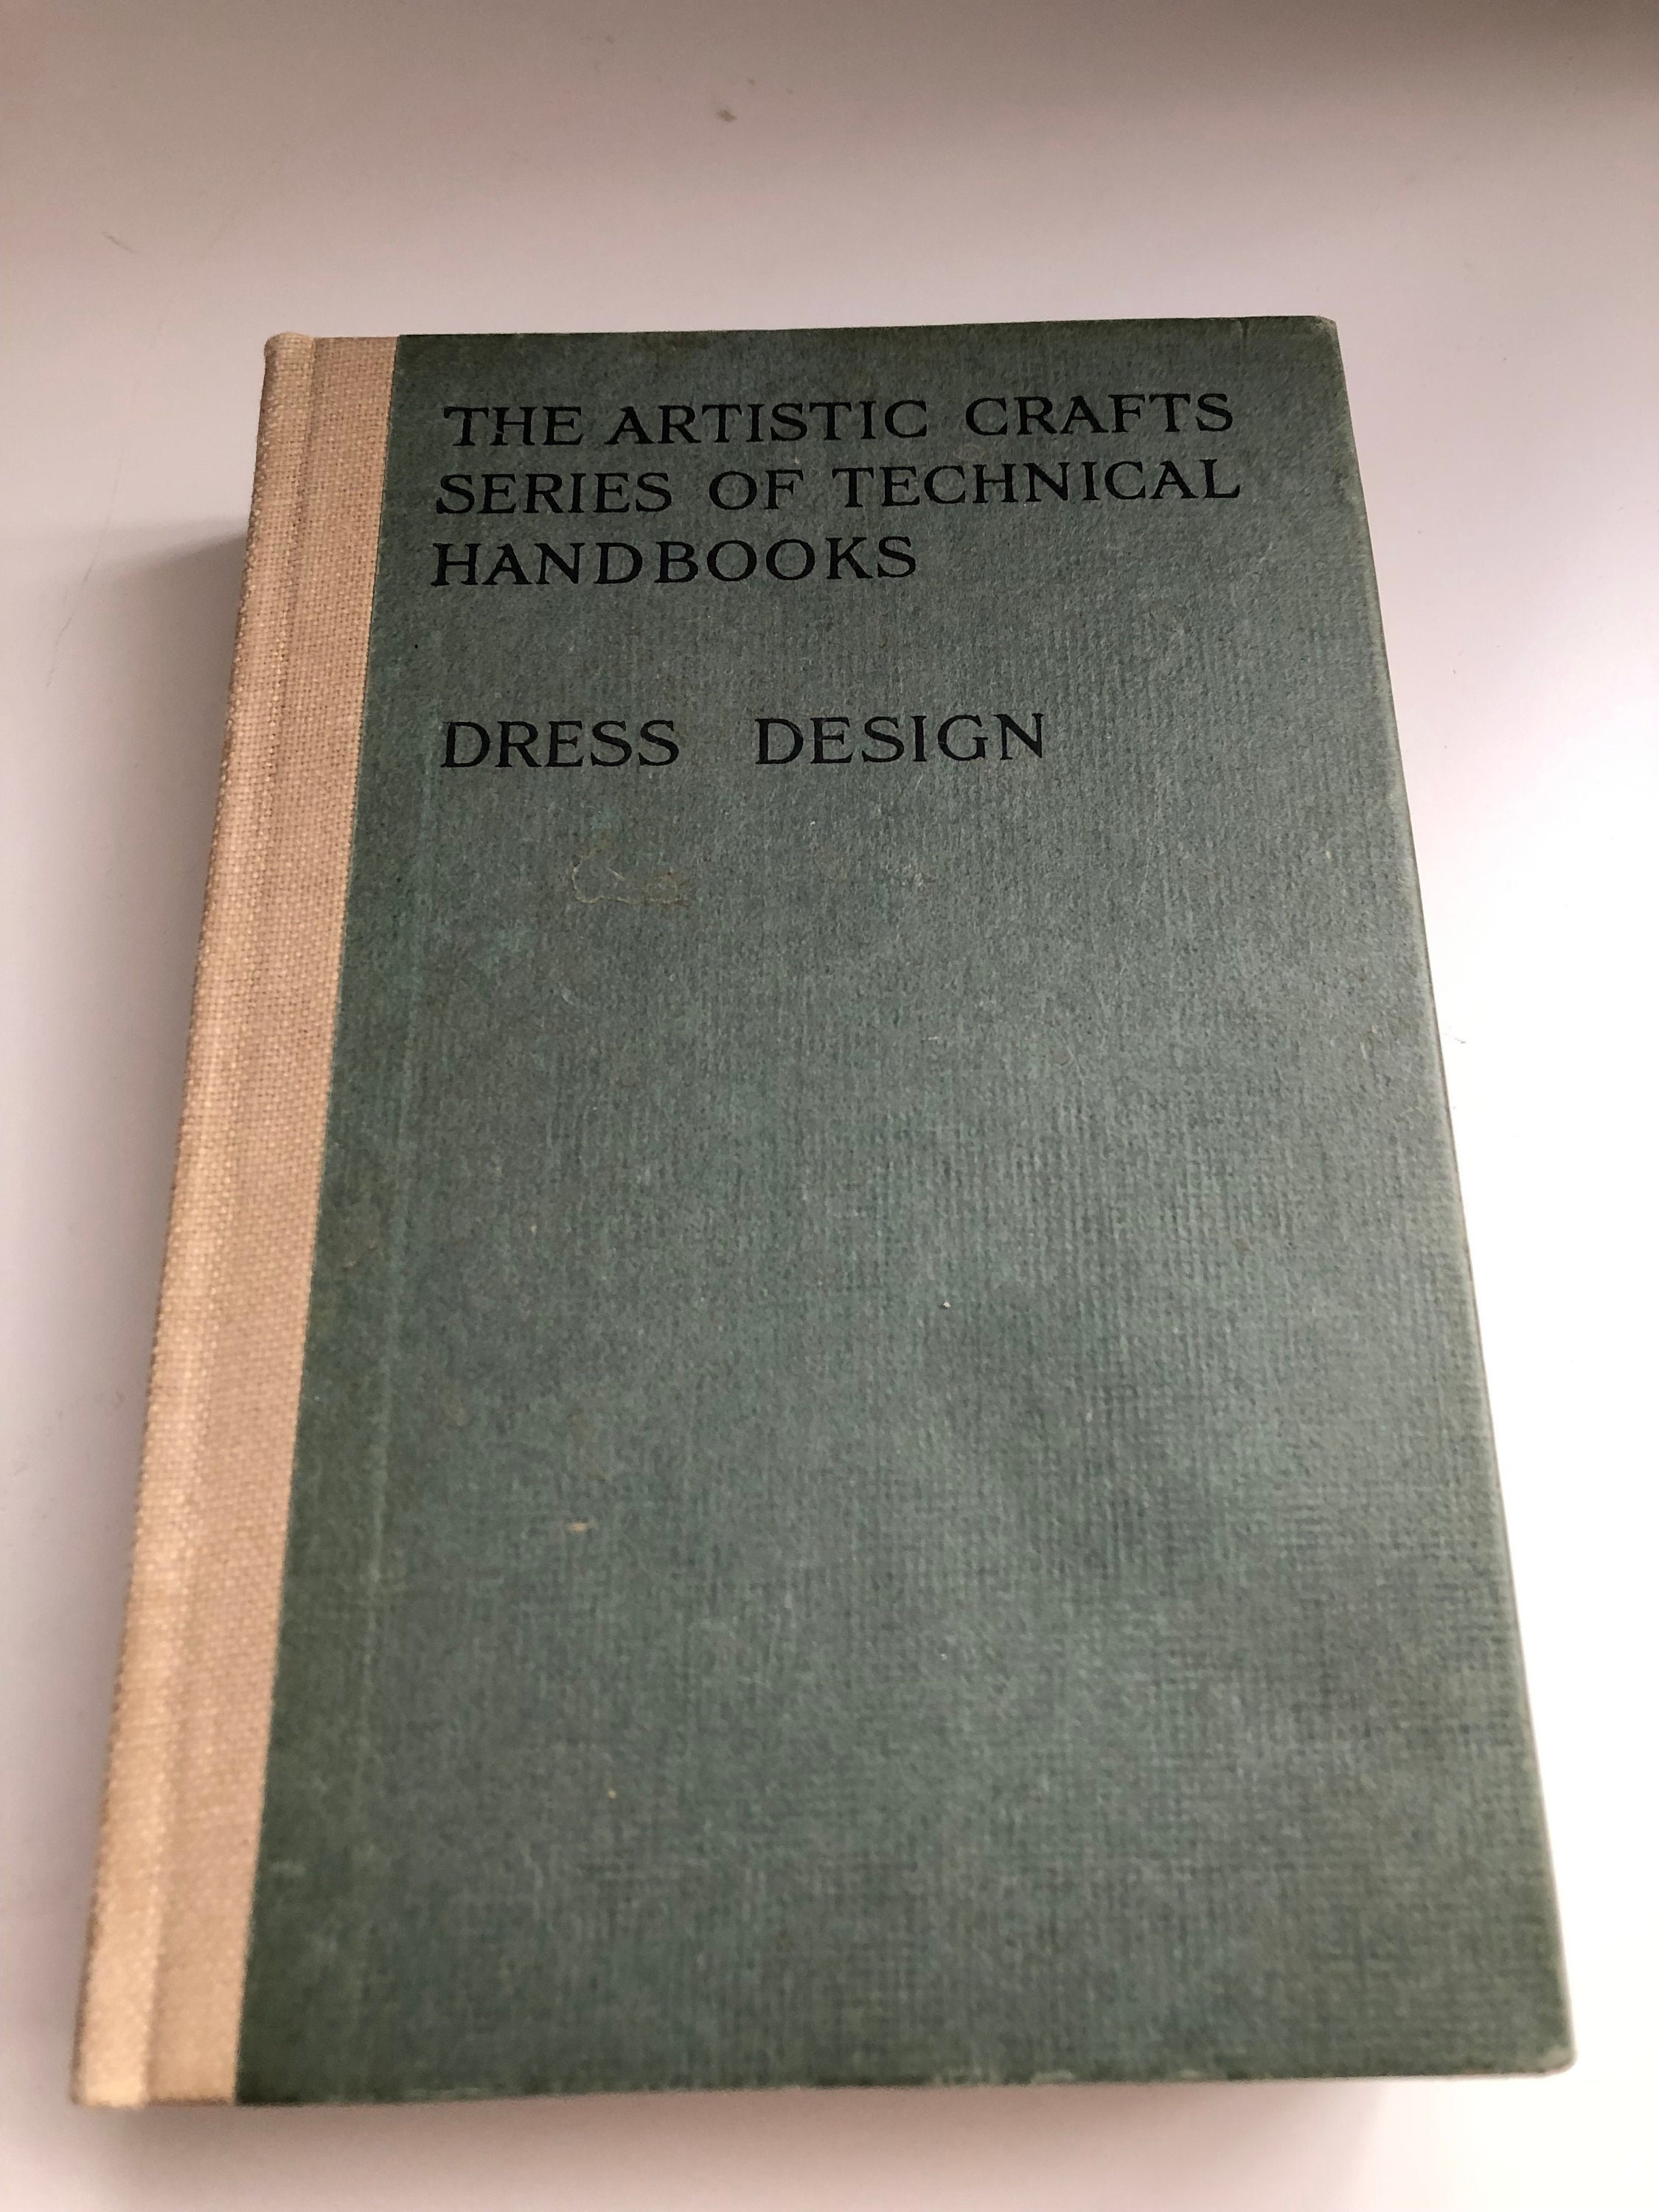 THE ARTISTIC CRAFTS
SERIES OF TECHNICAL
HANDBOOKS
DRESS DESIGN